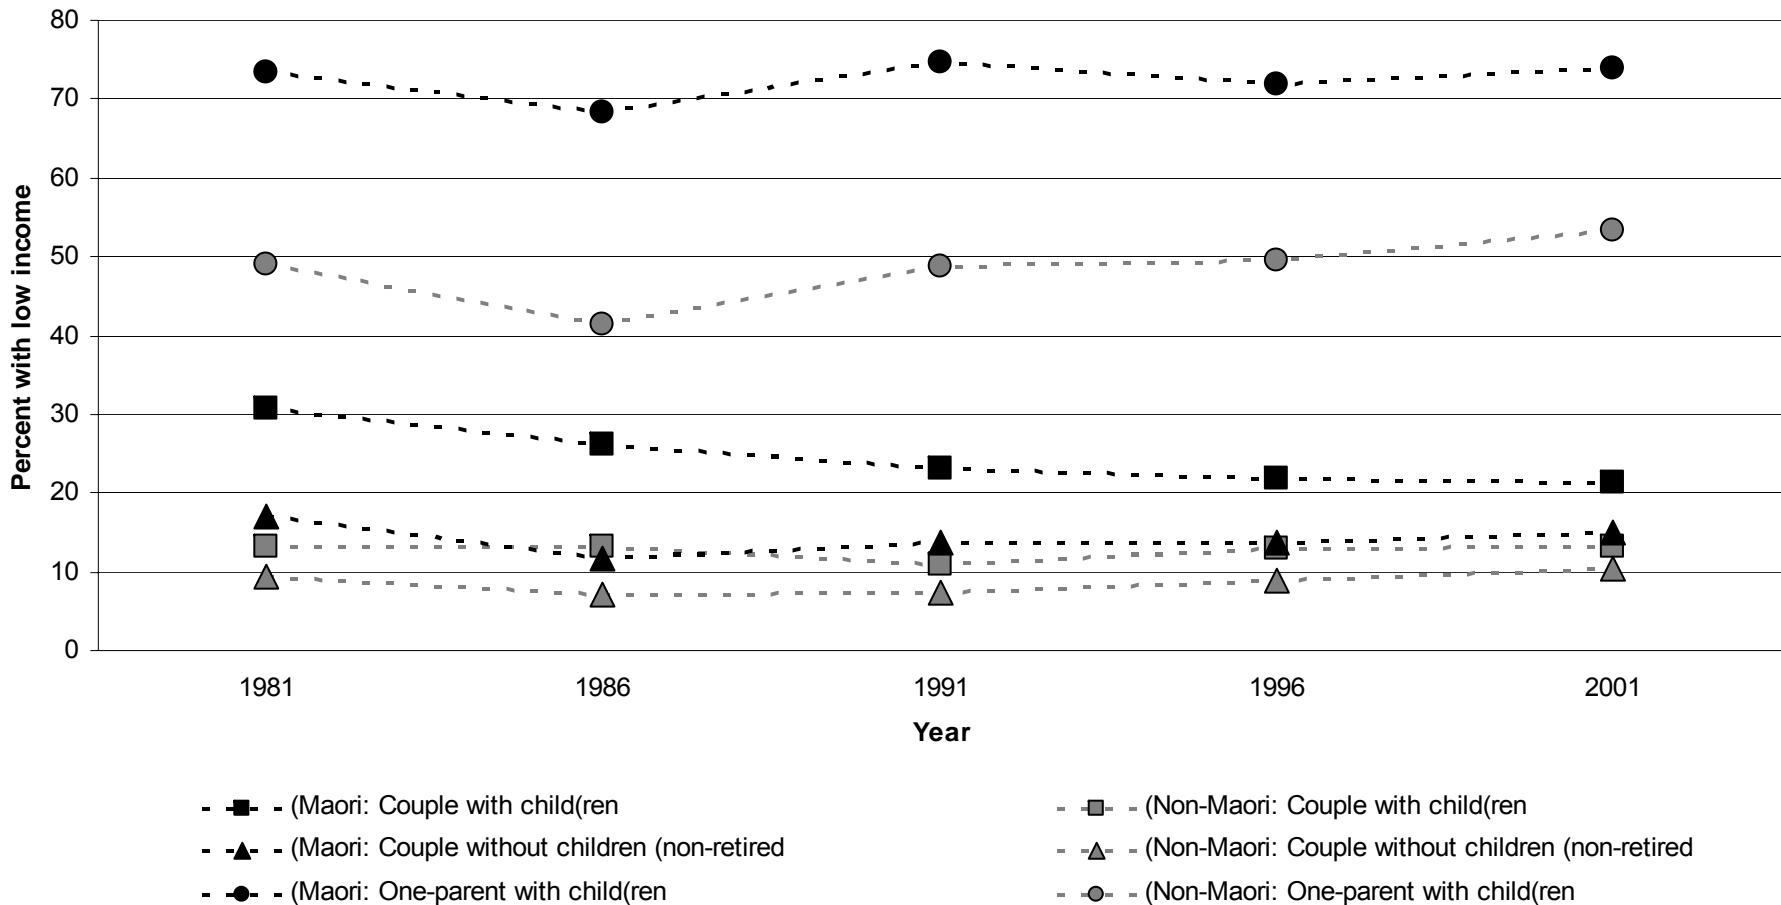 80
70
60
50
40
30
20
10
0
Percent with low income
1981 1986 1991 1996 2001
Year
(Maori: Couple with child(ren
(Non-Maori: Couple with child(ren
(Maori: Couple without children (non-retired
(Non-Maori: Couple without children (non-retired
(Maori: One-parent with child(ren
(Non-Maori: One-parent with child(ren